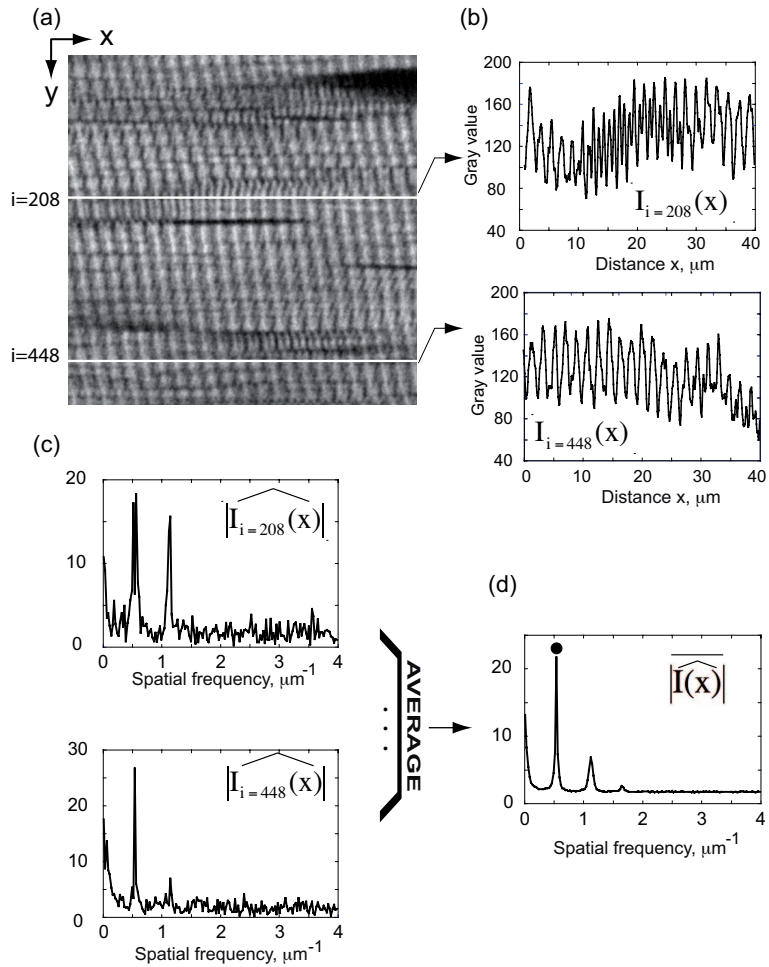 (a)
x
y
i=208
i=448
(b)
200
160
120
80
40
0
10
20
30
40
Gray value
Distance x, μm
I i = 208 (x)
200
160
120
80
40
0
10
20
30
40
Gray value
Distance x, μm
I i = 448 (x)
(c)
20
10
0
0
1
2
3
4
Spatial frequency, μm-1
|I i = 208 (x)|
30
20
10
0
0
1
2
3
4
Spatial frequency, μm-1
|I i = 448 (x)|
AVERAGE
(d)
20
10
0
0
1
2
3
4
Spatial frequency, μm-1
|I(x)|